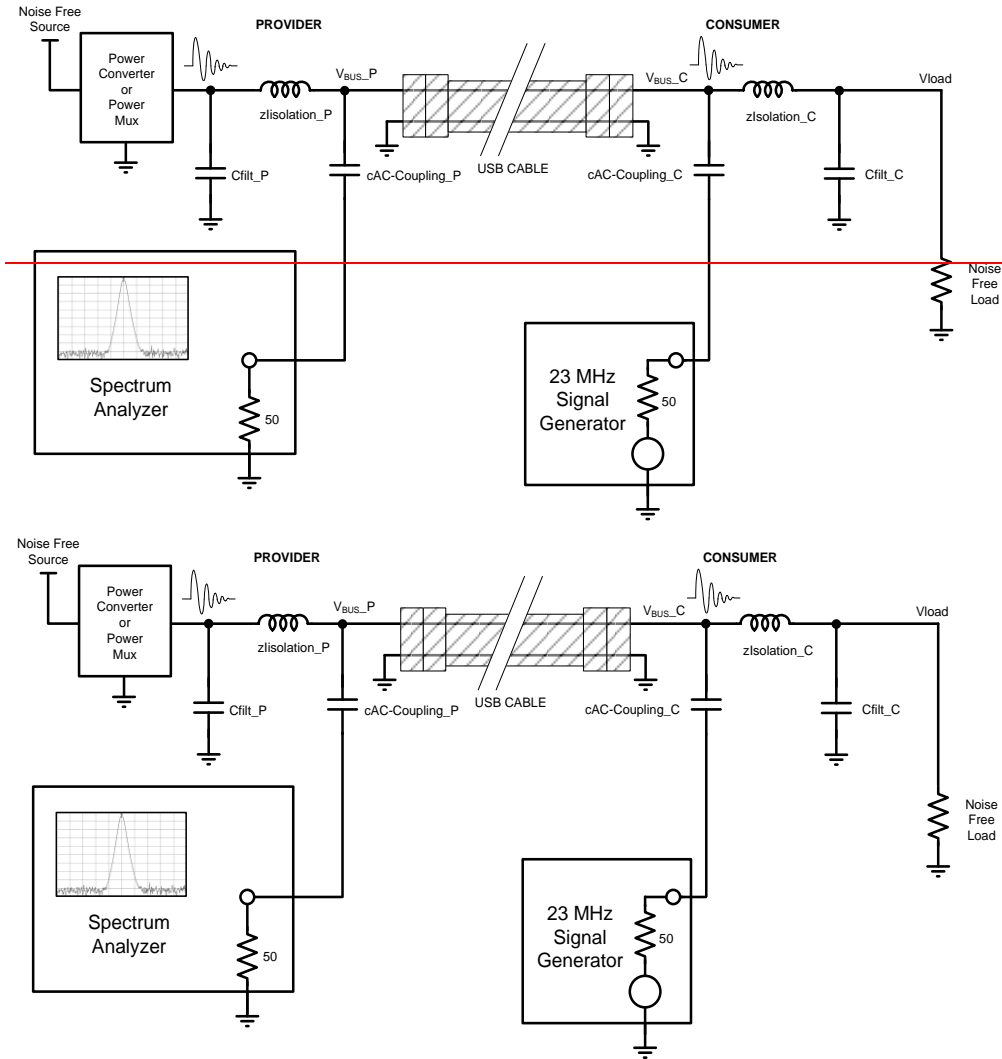 Noise Free
Source
PROVIDER
CONSUMER
Power
Converter
or
Power
Mux
VBUS_P
VBUS_C
Vload
zIisolation_P
zIsolation_C
Cfilt_P
cAC-Coupling_P
USB CABLE
cAC-Coupling_C
Cfilt_C
Noise
Free
Load
Spectrum
Analyzer
50
23 MHz
Signal
Generator
50
Noise Free
Source
PROVIDER
CONSUMER
Power
Converter
or
Power
Mux
VBUS_P
VBUS_C
Vload
zIisolation_P
zIsolation_C
Cfilt_P
cAC-Coupling_P
USB CABLE
cAC-Coupling_C
Cfilt_C
Noise
Free
Load
Spectrum
Analyzer
50
23 MHz
Signal
Generator
50